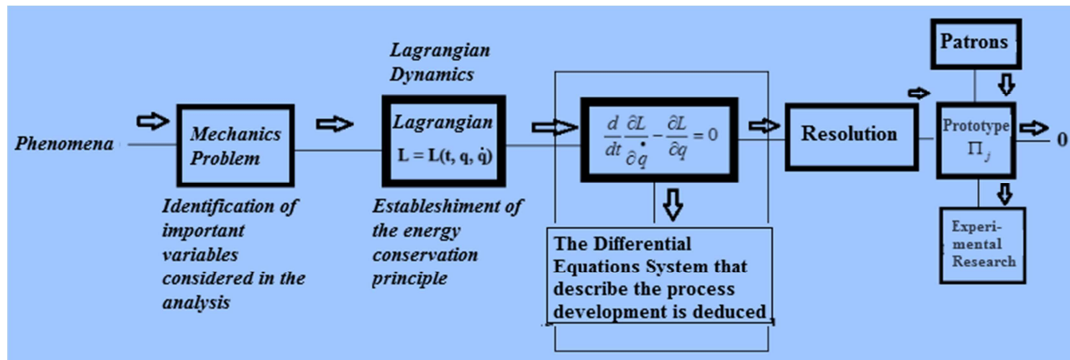 Phenomena
Mechanics
Problem
Identification of
important
variables
considered in the
analysis
Lagrangian
Dynamics
Lagrangian
L = L(t, q, q̇)
Estableshiment of
the energy
conservation
principle
d/dt ∂L/∂q̇ − ∂L/∂q = 0
The Differential
Equations System that
describe the process
development is deduced
Resolution
Patrons
Prototype
Π_j
Experi-
mental
Research
0